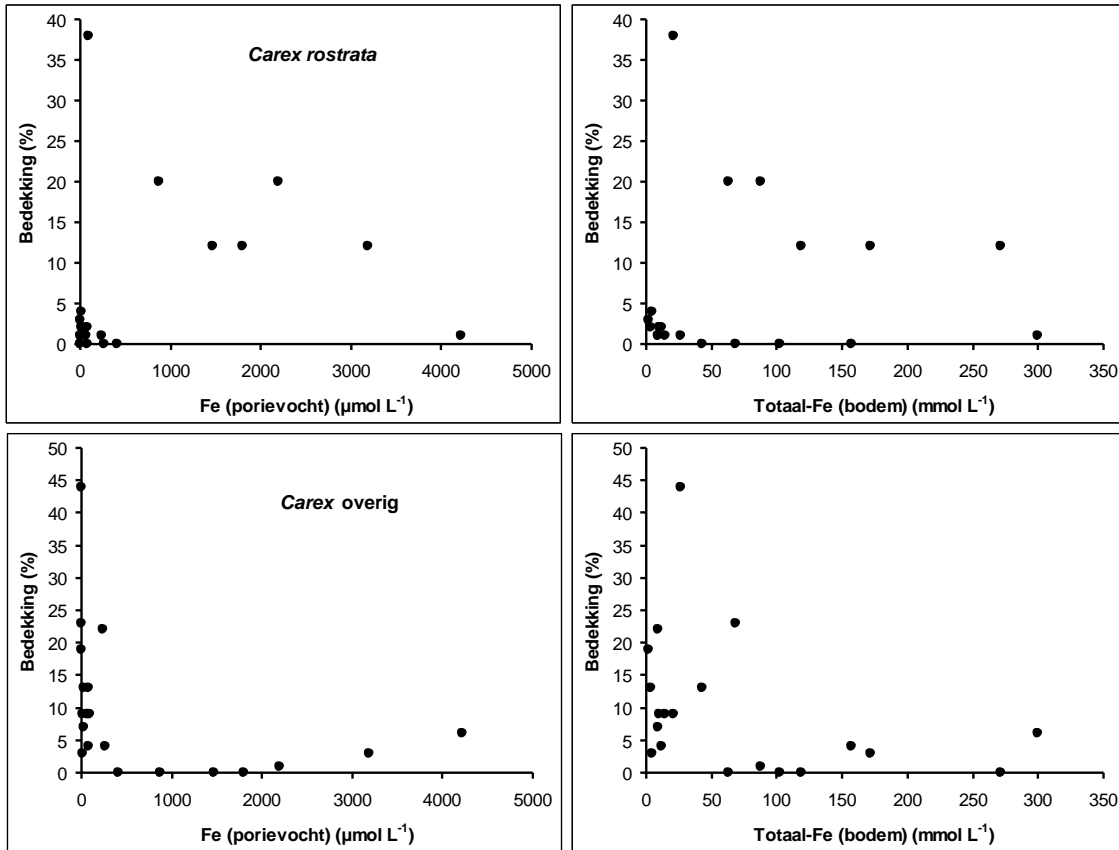 40
35
30
25
20
15
10
5
0
Bedekking (%)
Carex rostrata
0 1000 2000 3000 4000 5000
Fe (porievocht) (µmol L⁻¹)
40
35
30
25
20
15
10
5
0
Bedekking (%)
0 50 100 150 200 250 300 350
Totaal-Fe (bodem) (mmol L⁻¹)
50
45
40
35
30
25
20
15
10
5
0
Bedekking (%)
Carex overig
0 1000 2000 3000 4000 5000
Fe (porievocht) (µmol L⁻¹)
50
45
40
35
30
25
20
15
10
5
0
Bedekking (%)
0 50 100 150 200 250 300 350
Totaal-Fe (bodem) (mmol L⁻¹)